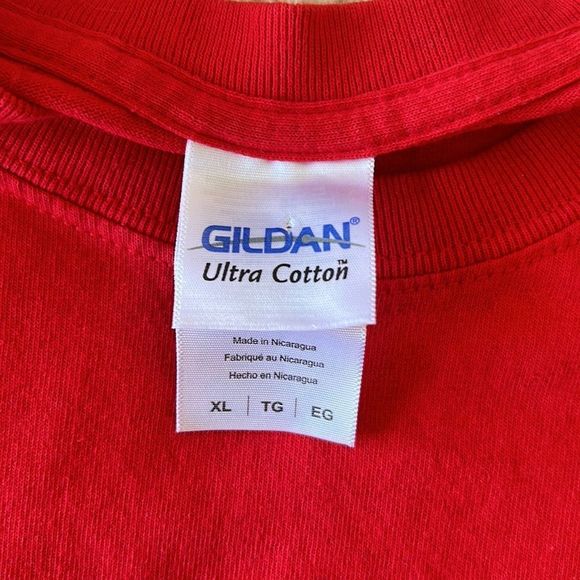 GILDAN®
Ultra Cotton™
Made in Nicaragua
Fabriqué au Nicaragua
Hecho en Nicaragua
XL | TG | EG